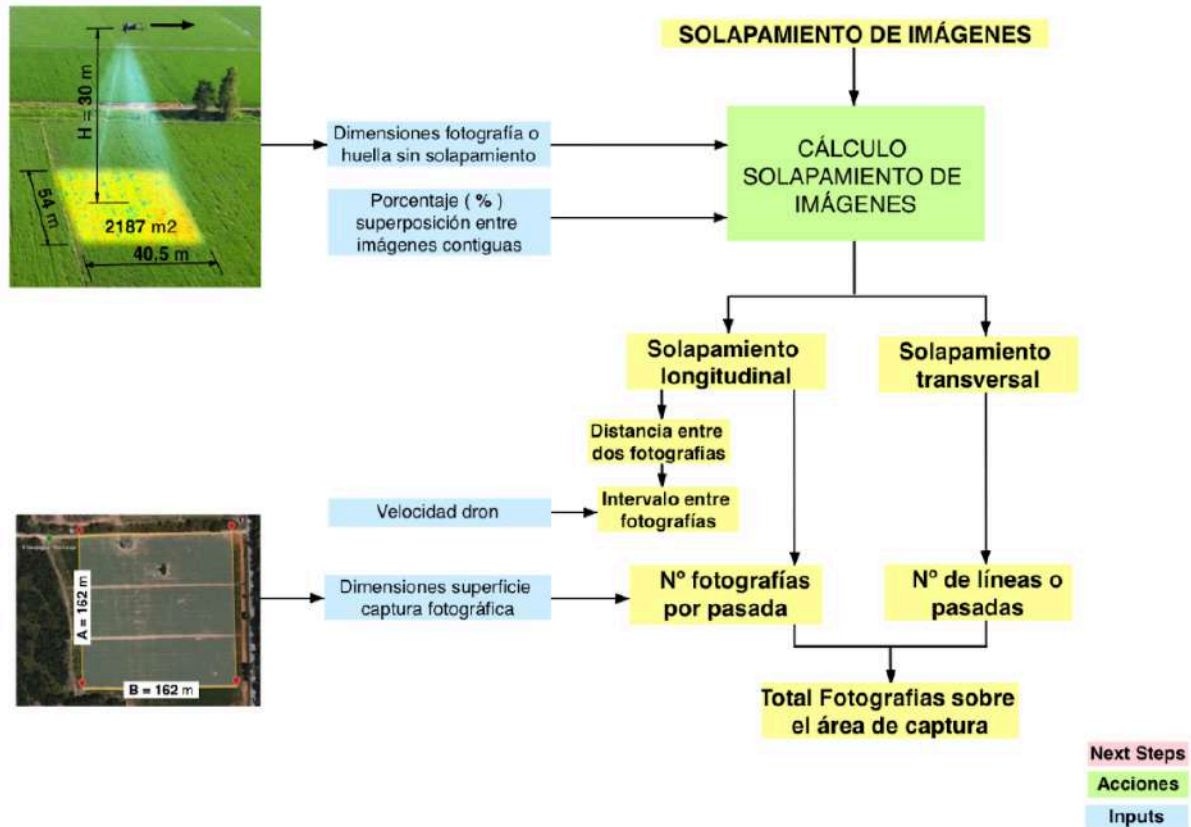 SOLAPAMIENTO DE IMÁGENES
H = 30 m
54 m
2187 m2
40,5 m
Dimensiones fotografía o
huella sin solapamiento
Porcentaje ( % )
superposición entre
imágenes contiguas
CÁLCULO
SOLAPAMIENTO DE
IMÁGENES
Solapamiento
longitudinal
Solapamiento
transversal
Distancia entre
dos fotografias
Velocidad dron
Intervalo entre
fotografías
A = 162 m
B = 162 m
Dimensiones superficie
captura fotográfica
Nº fotografías
por pasada
Nº de líneas o
pasadas
Total Fotografias sobre
el área de captura
Next Steps
Acciones
Inputs